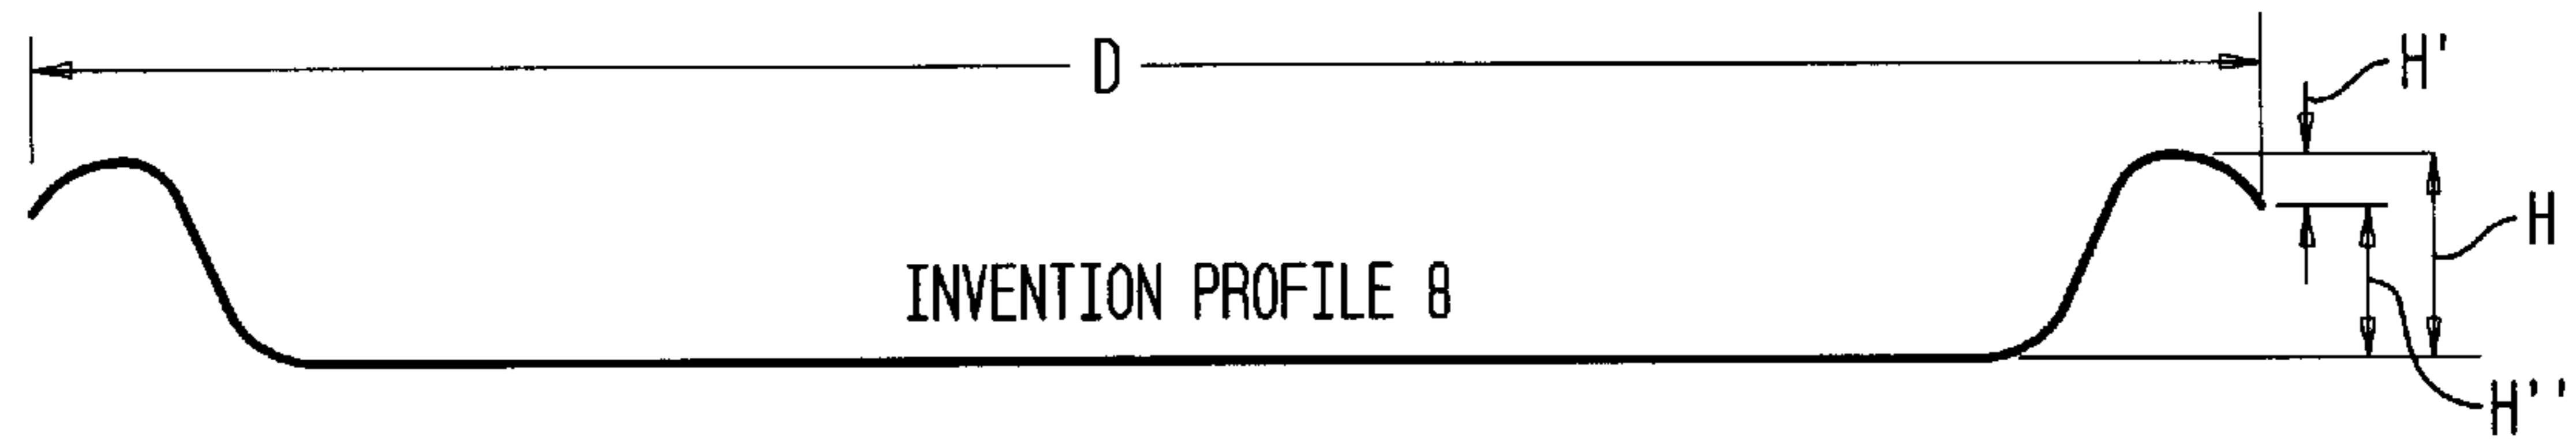 D
H'
H
INVENTION PROFILE 8
H''